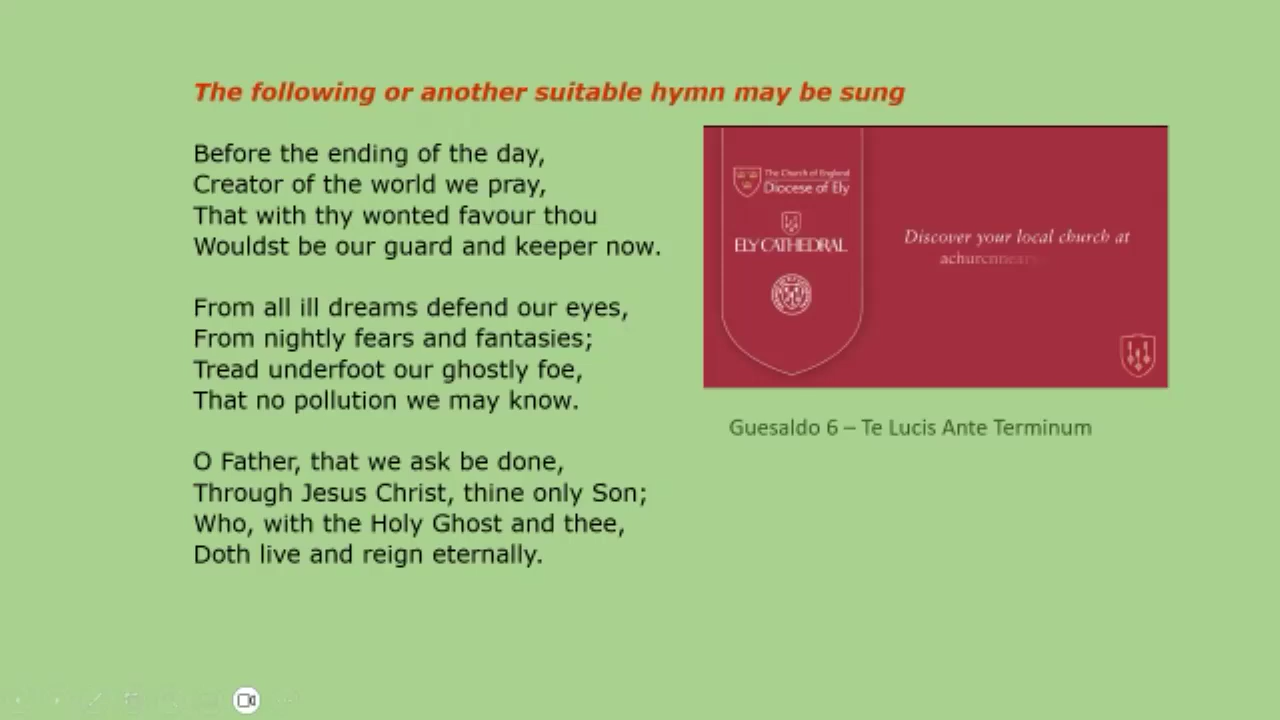 The following or another suitable hymn may be sung
Before the ending of the day,
Creator of the world we pray,
That with thy wonted favour thou
Wouldst be our guard and keeper now.
From all ill dreams defend our eyes,
From nightly fears and fantasies;
Tread underfoot our ghostly foe,
That no pollution we may know.
O Father, that we ask be done,
Through Jesus Christ, thine only Son;
Who, with the Holy Ghost and thee,
Doth live and reign eternally.
The Church of England
Diocese of Ely
ELY CATHEDRAL
Discover your local church at
Guesaldo 6 – Te Lucis Ante Terminum